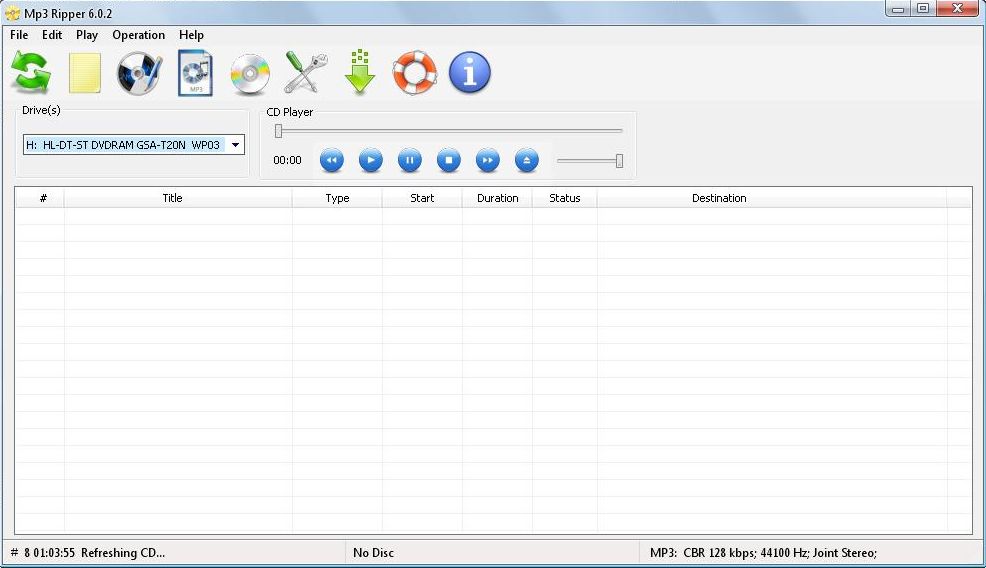 Mp3 Ripper 6.0.2
File Edit Play Operation Help
MP3
Drive(s)
CD Player
H: HL-DT-ST DVDRAM GSA-T20N WP03
00:00
# Title Type Start Duration Status Destination
# 8 01:03:55 Refreshing CD... No Disc MP3: CBR 128 kbps; 44100 Hz; Joint Stereo;